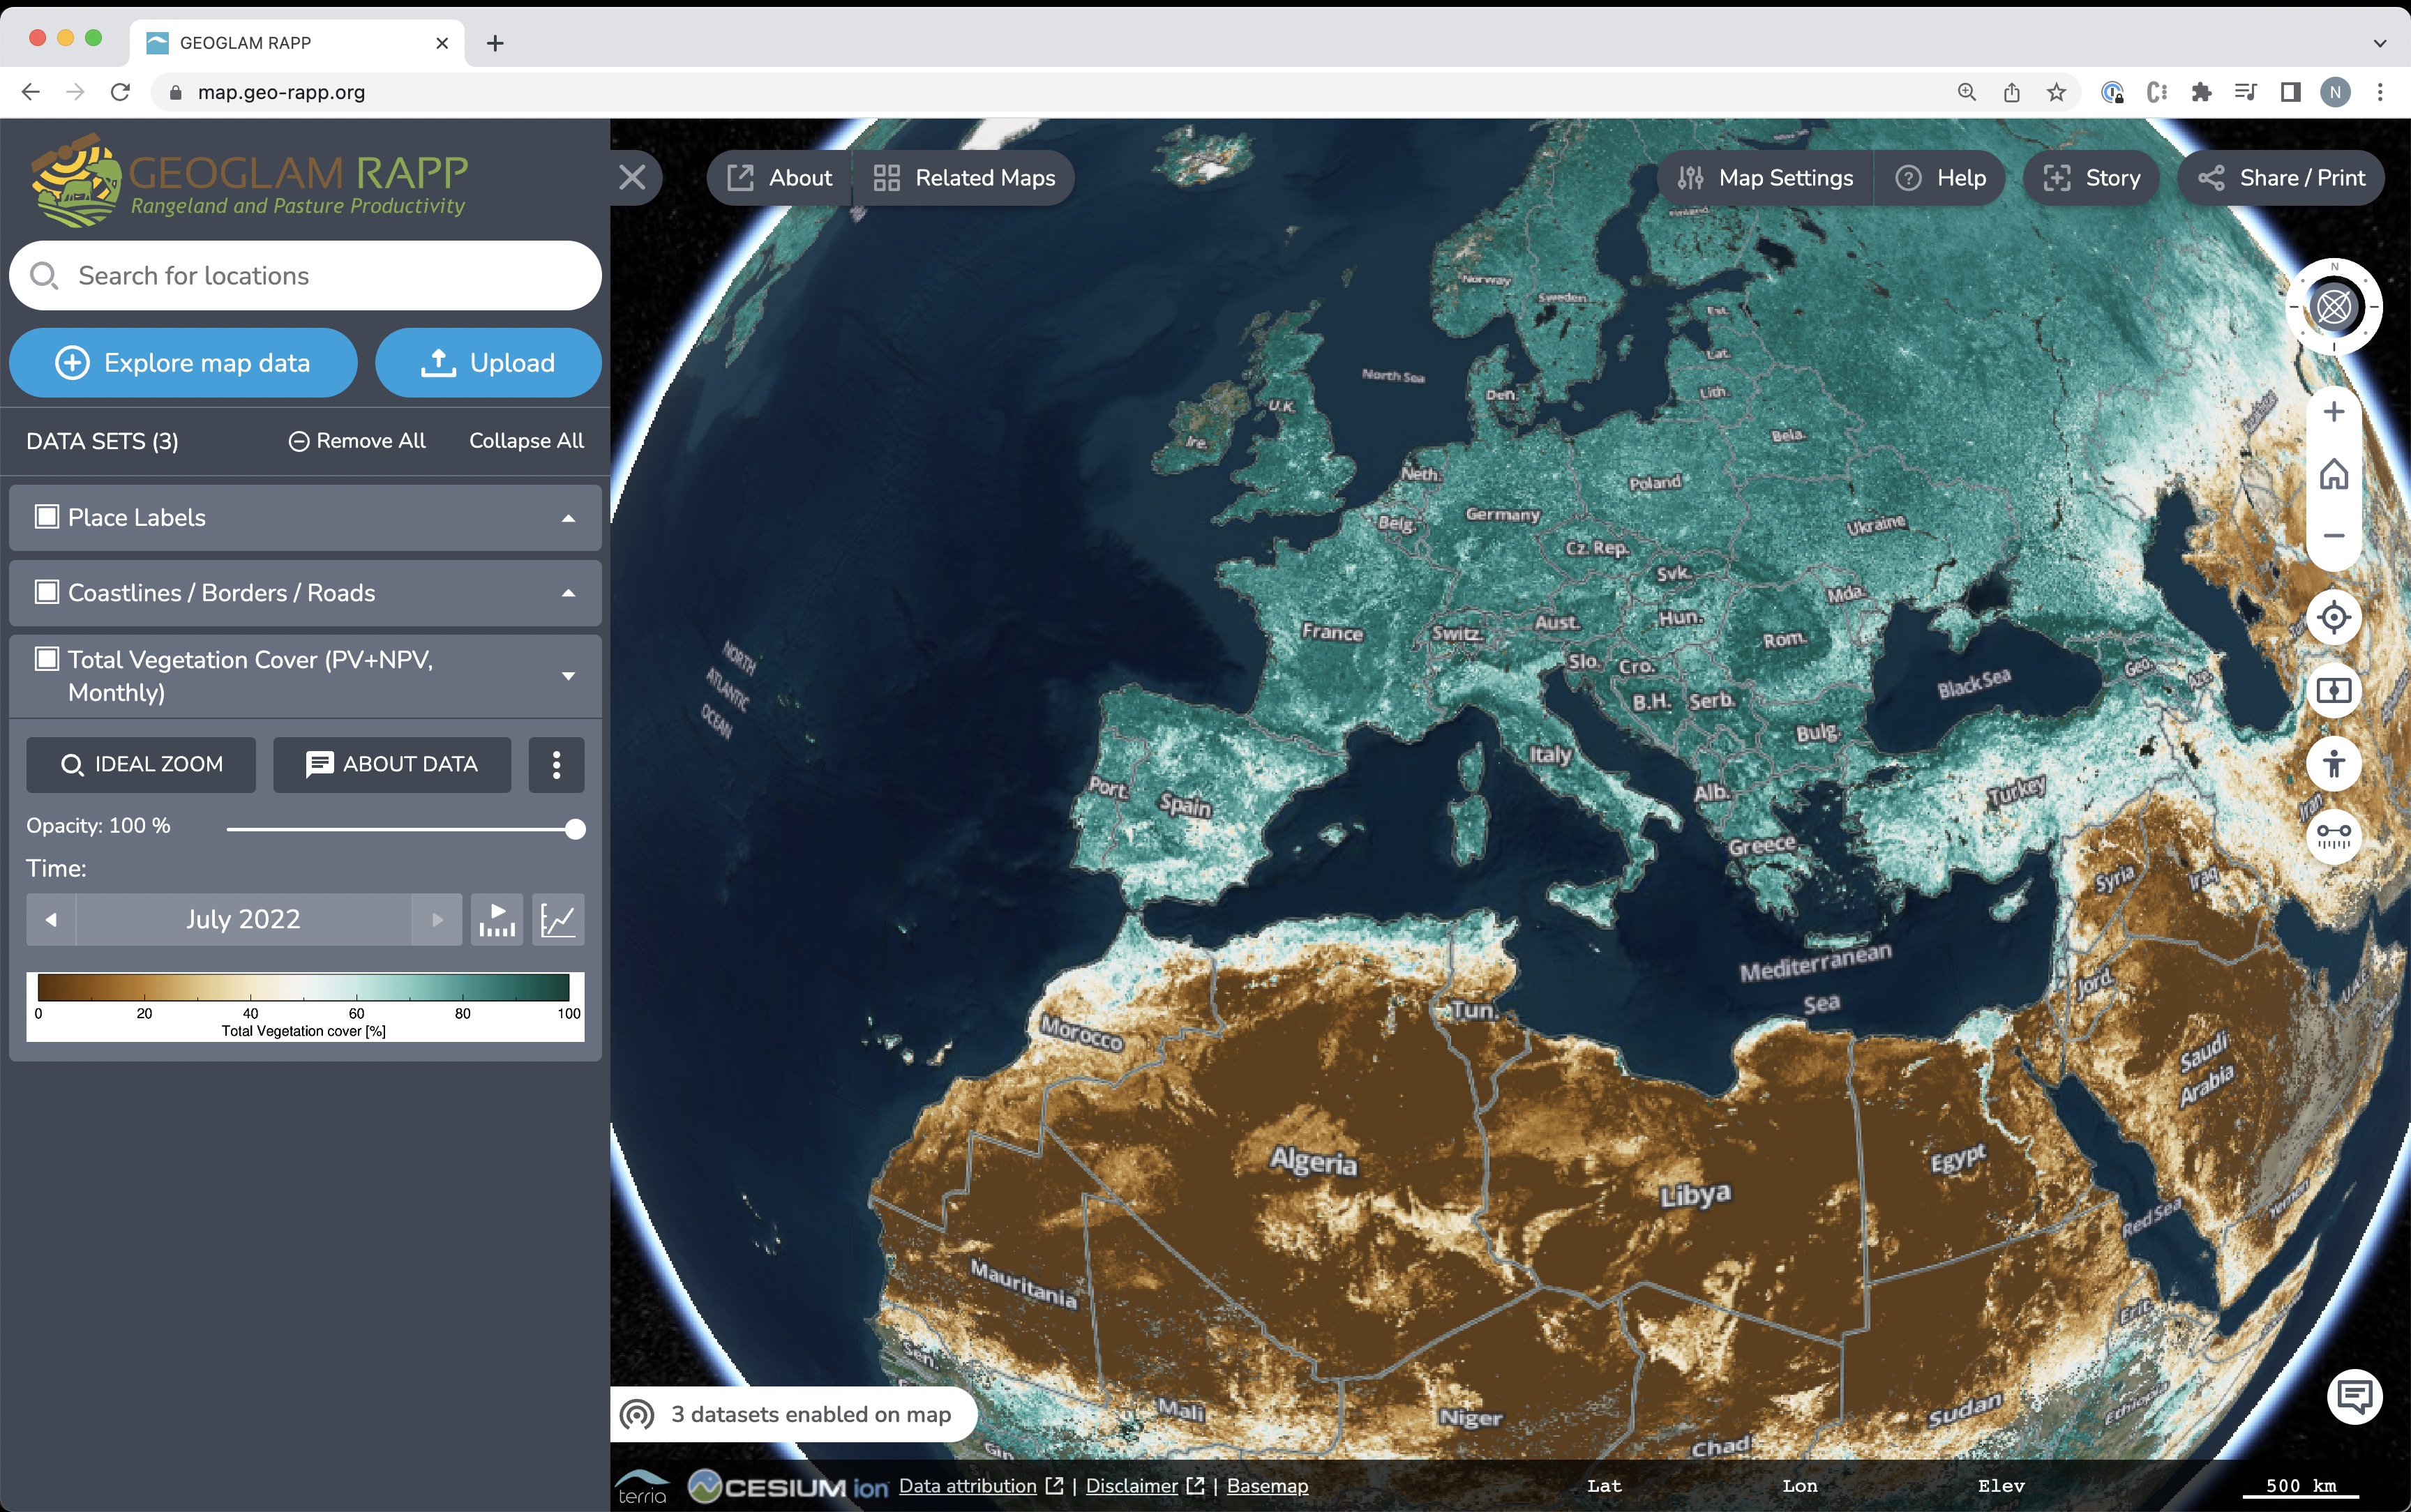 GEOGLAM RAPP
map.geo-rapp.org
N
GEOGLAM RAPP
Rangeland and Pasture Productivity
About
Related Maps
Map Settings
Help
Story
Share / Print
Search for locations
Explore map data
Upload
DATA SETS (3)
Remove All
Collapse All
Place Labels
Coastlines / Borders / Roads
Total Vegetation Cover (PV+NPV,
Monthly)
IDEAL ZOOM
ABOUT DATA
Opacity: 100 %
Time:
July 2022
0 20 40 60 80 100
Total Vegetation cover [%]
N
Finland
Norway
Sweden
Est.
Lat.
Lith.
North Sea
Den.
U.K.
Ire.
Bela.
Neth.
Poland
Belg.
Germany
Ukraine
Cz. Rep.
Svk.
Mda.
France
Switz.
Aust.
Hun.
Rom.
Slo.
Cro.
NORTH
ATLANTIC
OCEAN
B.H.
Serb.
Black Sea
Geo.
Aze.
Bulg.
Italy
Port.
Spain
Alb.
Turkey
Greece
Iran
Syria
Iraq
Mediterranean
Sea
Jord.
U.A.E.
Tun.
Morocco
Saudi
Arabia
Algeria
Libya
Egypt
Red Sea
Yemen
Mauritania
Erit.
Sen.
Mali
Niger
Sudan
Ethiopia
Gin.
Chad
3 datasets enabled on map
terria
CESIUM ion
Data attribution | Disclaimer | Basemap
Lat
Lon
Elev
500 km